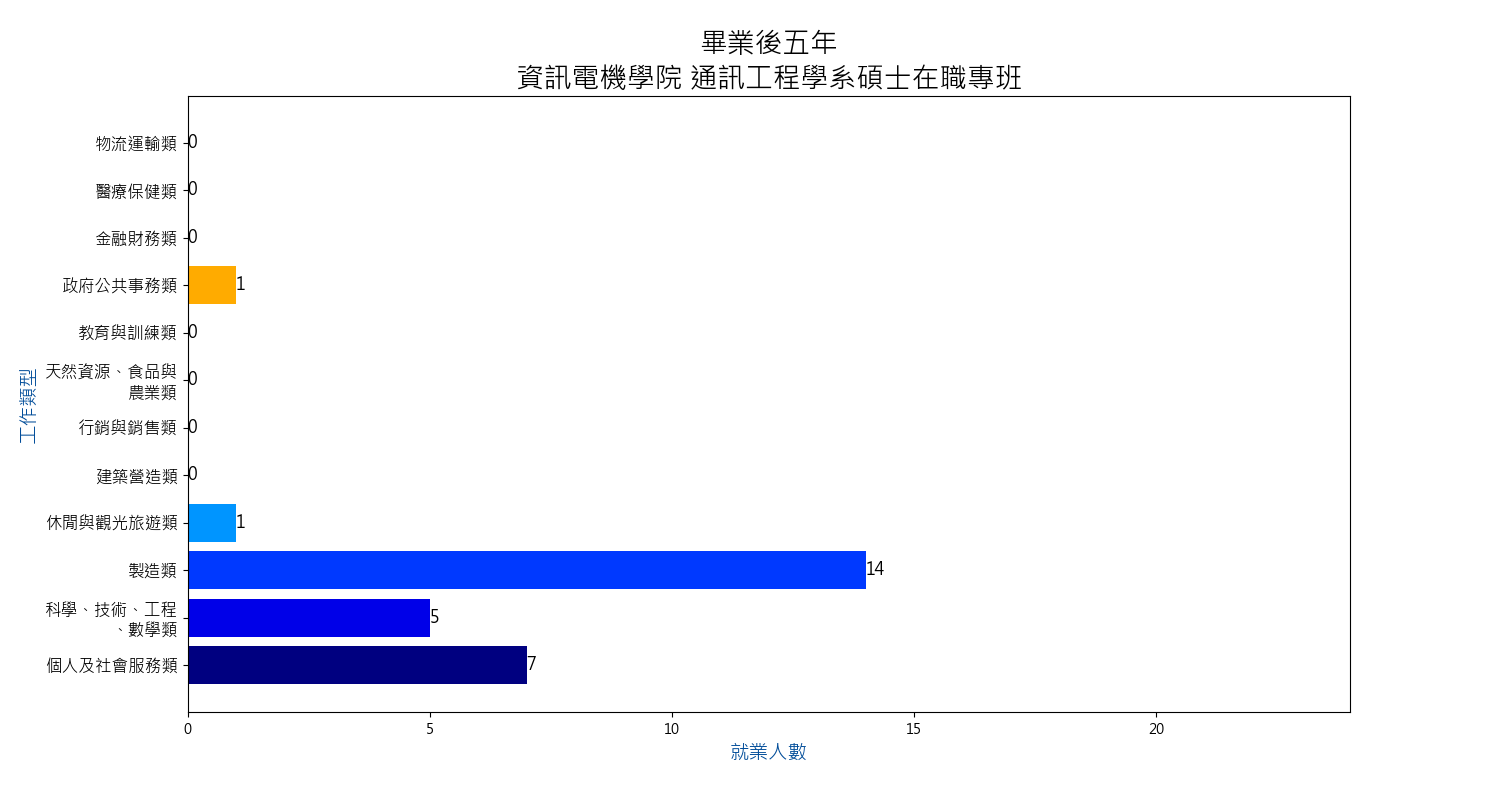 畢業後五年
資訊電機學院 通訊工程學系碩士在職專班
物流運輸類
0
醫療保健類
0
金融財務類
0
政府公共事務類
1
教育與訓練類
0
天然資源、食品與
農業類
0
行銷與銷售類
0
建築營造類
0
休閒與觀光旅遊類
1
製造類
14
科學、技術、工程
、數學類
5
個人及社會服務類
7
工作類型
0
5
10
15
20
就業人數